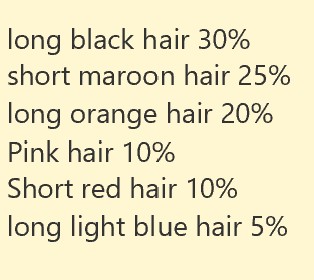 long black hair 30%
short maroon hair 25%
long orange hair 20%
Pink hair 10%
Short red hair 10%
long light blue hair 5%